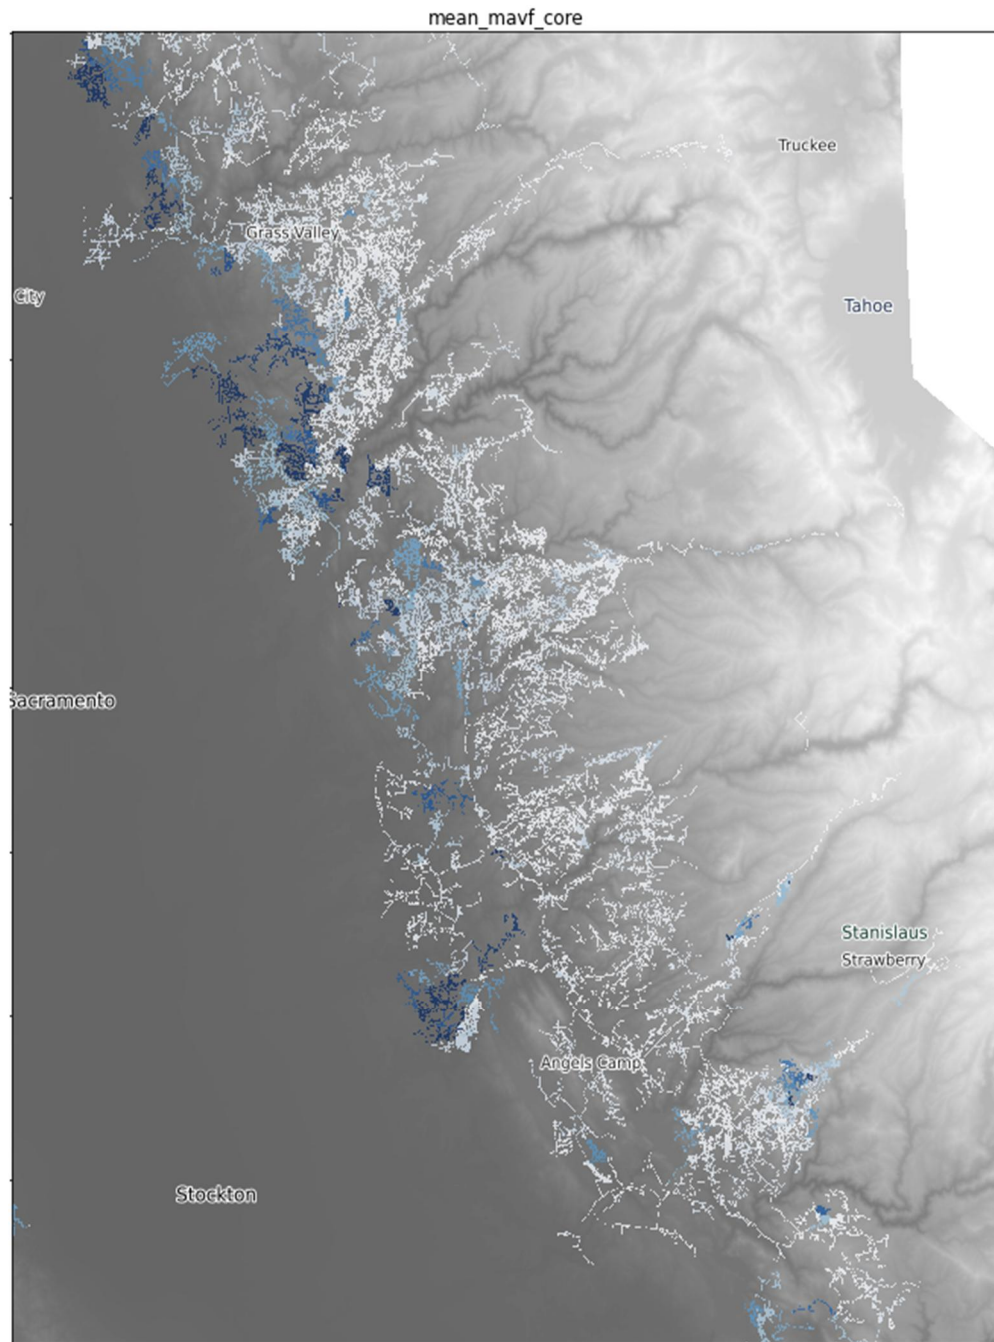 mean_mavf_core
Truckee
Grass Valley
City
Tahoe
Sacramento
Stanislaus
Strawberry
Angels Camp
Stockton